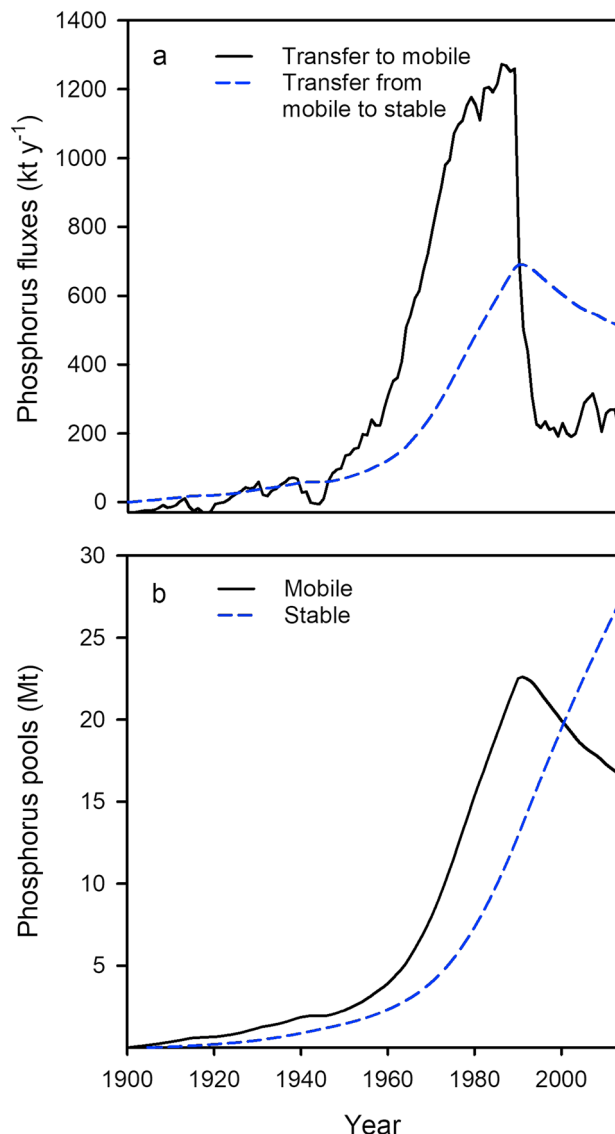 1400
a
Transfer to mobile
Transfer from
mobile to stable
1200
1000
800
600
400
200
0
Phosphorus fluxes (kt y⁻¹)
30
b
Mobile
Stable
25
20
15
10
5
Phosphorus pools (Mt)
1900 1920 1940 1960 1980 2000
Year